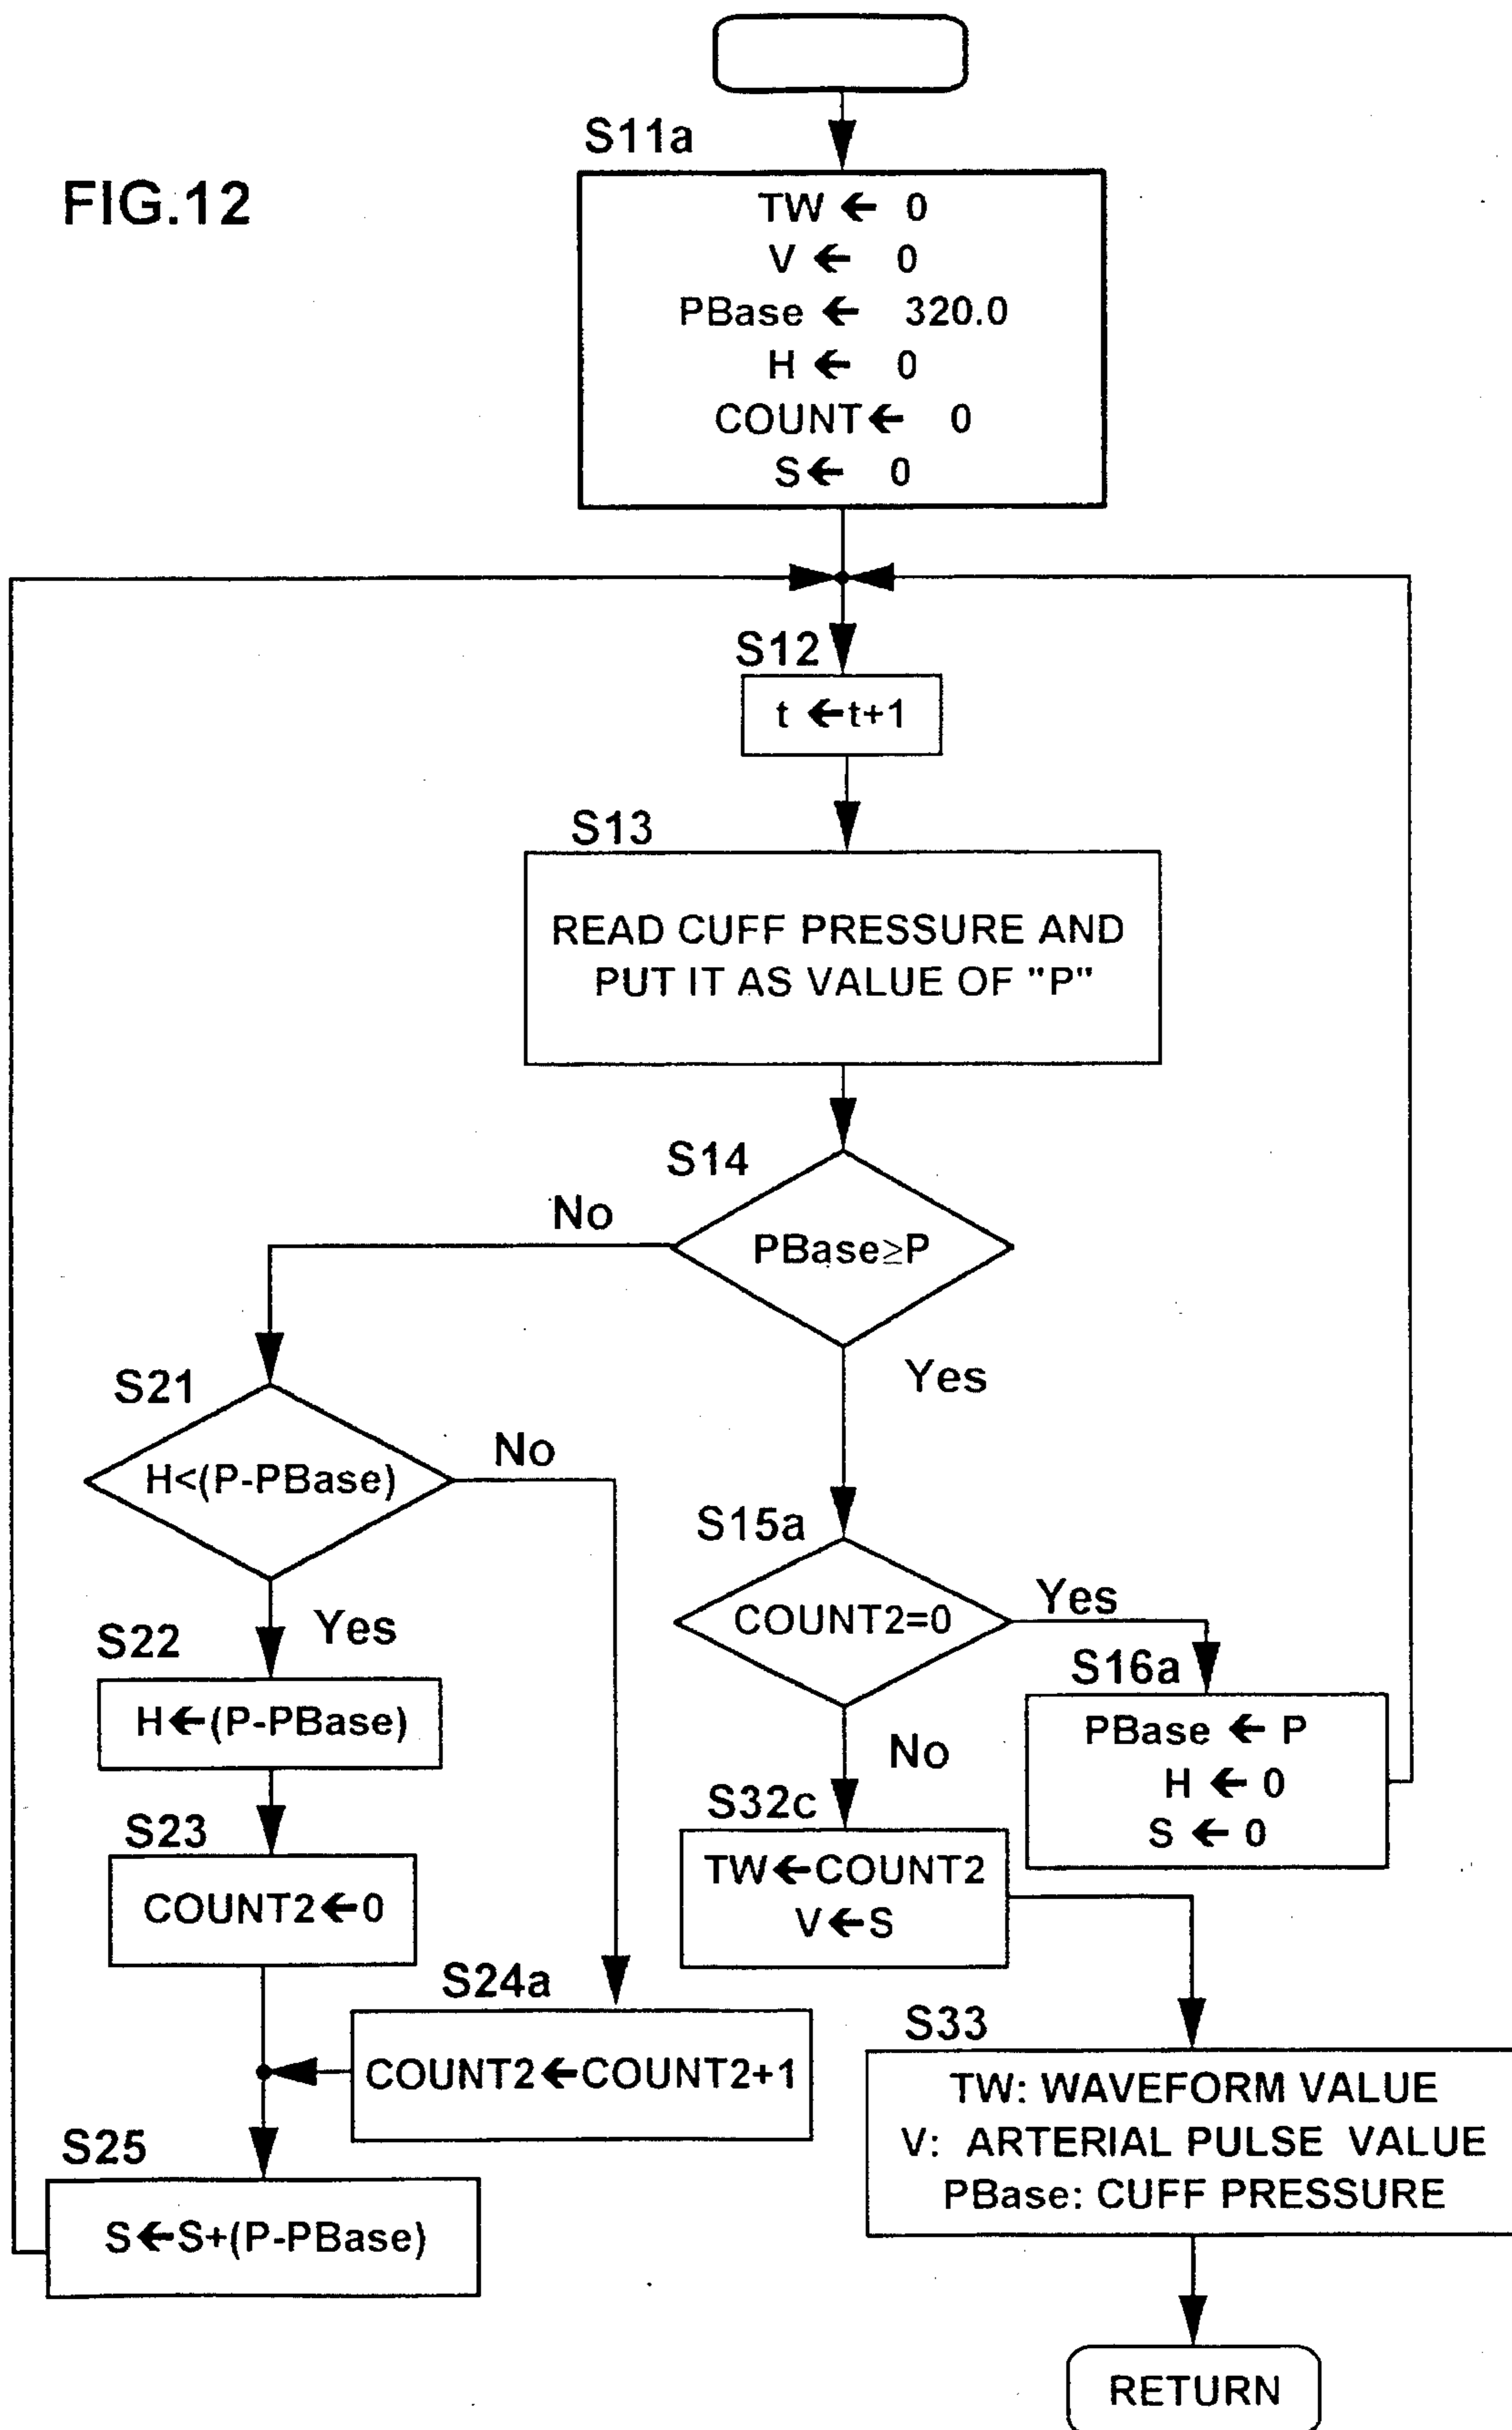 FIG.12
S11a
TW ← 0
V ← 0
PBase ← 320.0
H ← 0
COUNT ← 0
S ← 0
S12
t ← t+1
S13
READ CUFF PRESSURE AND
PUT IT AS VALUE OF "P"
S14
PBase≥P
No
Yes
S21
H<(P-PBase)
No
Yes
S22
H←(P-PBase)
S23
COUNT2←0
S24a
COUNT2←COUNT2+1
S25
S←S+(P-PBase)
S15a
COUNT2=0
Yes
No
S16a
PBase ← P
H ← 0
S ← 0
S32c
TW←COUNT2
V←S
S33
TW: WAVEFORM VALUE
V: ARTERIAL PULSE VALUE
PBase: CUFF PRESSURE
RETURN